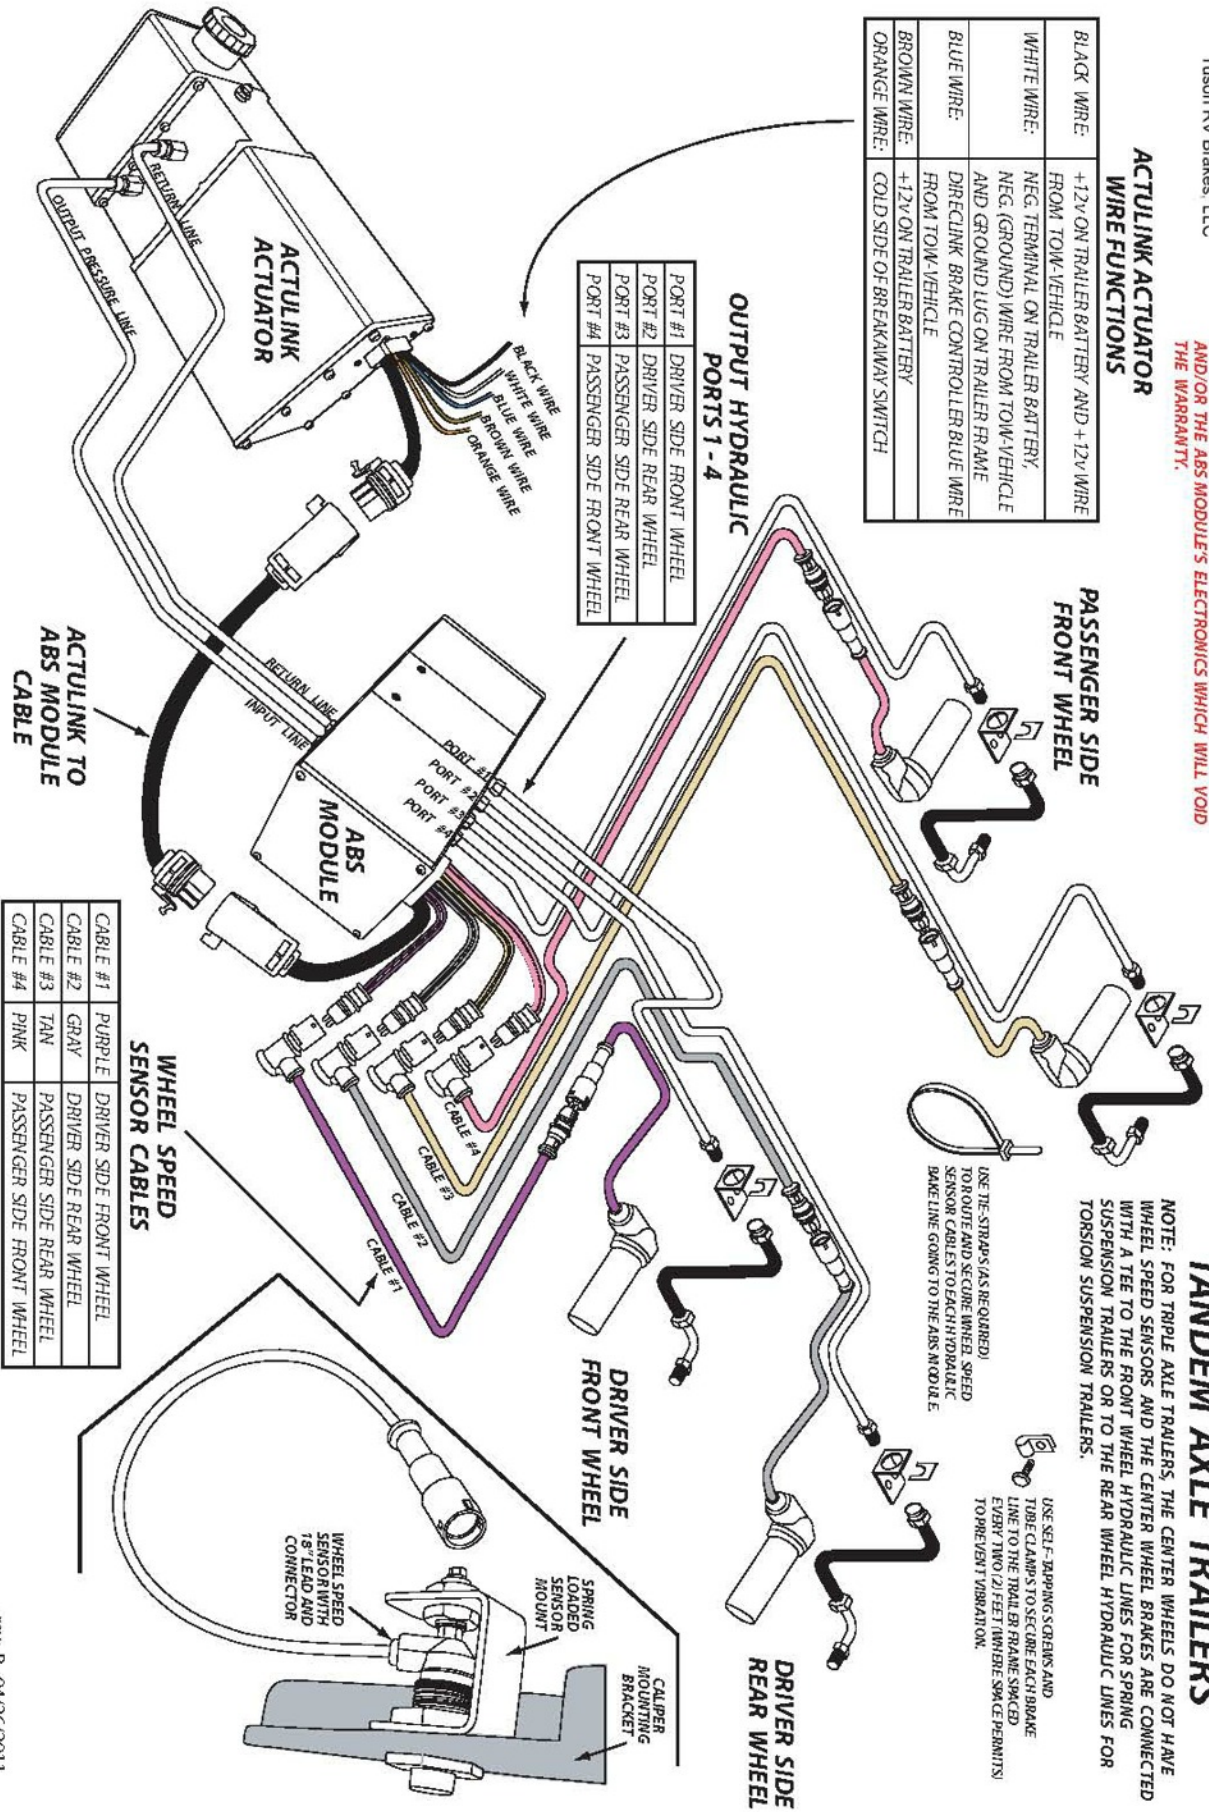 Tuson RV Brakes, LLC
AND/OR THE ABS MODULE'S ELECTRONICS WHICH WILL VOID
THE WARRANTY.
TANDEM AXLE TRAILERS
NOTE: FOR TRIPLE AXLE TRAILERS, THE CENTER WHEELS DO NOT HAVE
WHEEL SPEED SENSORS AND THE CENTER WHEEL BRAKES ARE CONNECTED
WITH A TEE TO THE FRONT WHEEL HYDRAULIC LINES FOR SPRING
SUSPENSION TRAILERS OR TO THE REAR WHEEL HYDRAULIC LINES FOR
TORSION SUSPENSION TRAILERS.
ACTULINK ACTUATOR
WIRE FUNCTIONS
BLACK WIRE: +12v ON TRAILER BATTERY AND +12v WIRE
FROM TOW-VEHICLE
WHITE WIRE: NEG. TERMINAL ON TRAILER BATTERY,
NEG. (GROUND) WIRE FROM TOW-VEHICLE
AND GROUND LUG ON TRAILER FRAME
BLUE WIRE: DIRECLINK BRAKE CONTROLLER BLUE WIRE
FROM TOW-VEHICLE
BROWN WIRE: +12v ON TRAILER BATTERY
ORANGE WIRE: COLD SIDE OF BREAKAWAY SWITCH
PASSENGER SIDE
FRONT WHEEL
USE TIE-STRAPS (AS REQUIRED)
TO ROUTE AND SECURE WHEEL SPEED
SENSOR CABLES TO EACH HYDRAULIC
BAKE LINE GOING TO THE ABS MODULE.
USE SELF-TAPPING SCREWS AND
TUBE CLAMPS TO SECURE EACH BRAKE
LINE TO THE TRAILER FRAME SPACED
EVERY TWO (2) FEET (WHERE SPACE PERMITS)
TO PREVENT VIBRATION.
OUTPUT HYDRAULIC
PORTS 1 - 4
PORT #1 DRIVER SIDE FRONT WHEEL
PORT #2 DRIVER SIDE REAR WHEEL
PORT #3 PASSENGER SIDE REAR WHEEL
PORT #4 PASSENGER SIDE FRONT WHEEL
BLACK WIRE
WHITE WIRE
BLUE WIRE
BROWN WIRE
ORANGE WIRE
ACTULINK
ACTUATOR
RETURN LINE
OUTPUT PRESSURE LINE
RETURN LINE
INPUT LINE
PORT #1
PORT #2
PORT #3
PORT #4
ABS
MODULE
ACTULINK TO
ABS MODULE
CABLE
CABLE #4
CABLE #3
CABLE #2
CABLE #1
DRIVER SIDE
REAR WHEEL
DRIVER SIDE
FRONT WHEEL
WHEEL SPEED
SENSOR CABLES
CABLE #1 PURPLE DRIVER SIDE FRONT WHEEL
CABLE #2 GRAY DRIVER SIDE REAR WHEEL
CABLE #3 TAN PASSENGER SIDE REAR WHEEL
CABLE #4 PINK PASSENGER SIDE FRONT WHEEL
CALIPER
MOUNTING
BRACKET
SPRING
LOADED
SENSOR
MOUNT
WHEEL SPEED
SENSOR WITH
18" LEAD AND
CONNECTOR